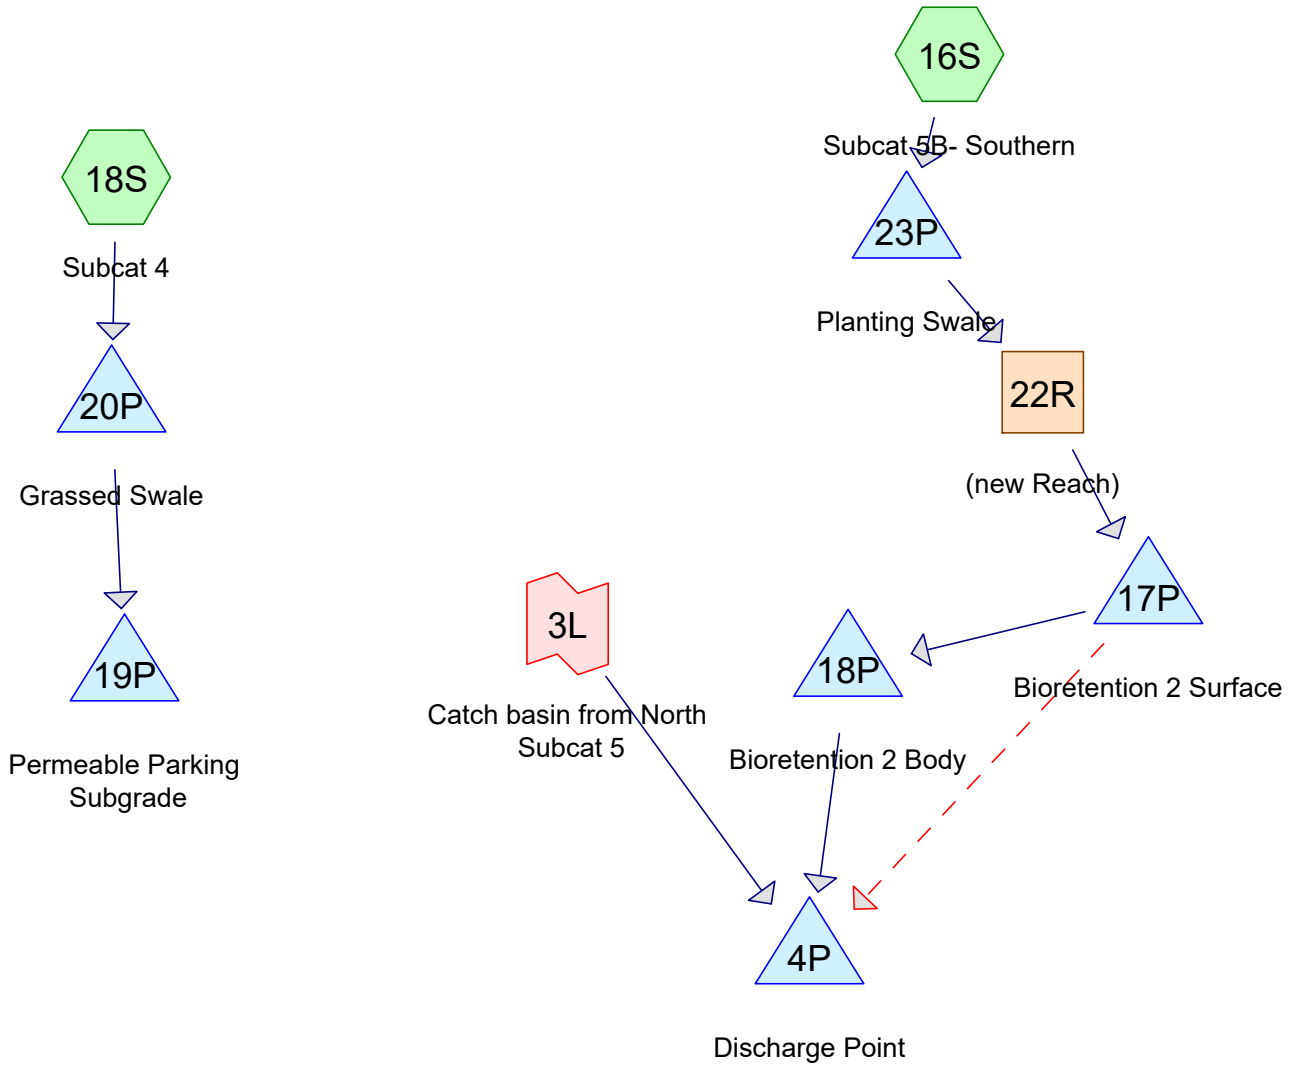 16S
Subcat 5B- Southern
18S
Subcat 4
23P
Planting Swale
20P
Grassed Swale
22R
(new Reach)
17P
Bioretention 2 Surface
3L
Catch basin from North
Subcat 5
18P
Bioretention 2 Body
19P
Permeable Parking
Subgrade
4P
Discharge Point